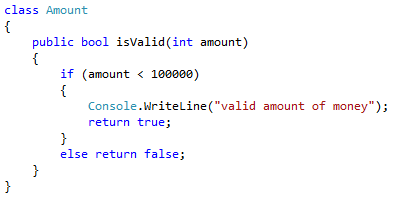 class Amount
{
    public bool isValid(int amount)
    {
        if (amount < 100000)
        {
            Console.WriteLine("valid amount of money");
            return true;
        }
        else return false;
    }
}